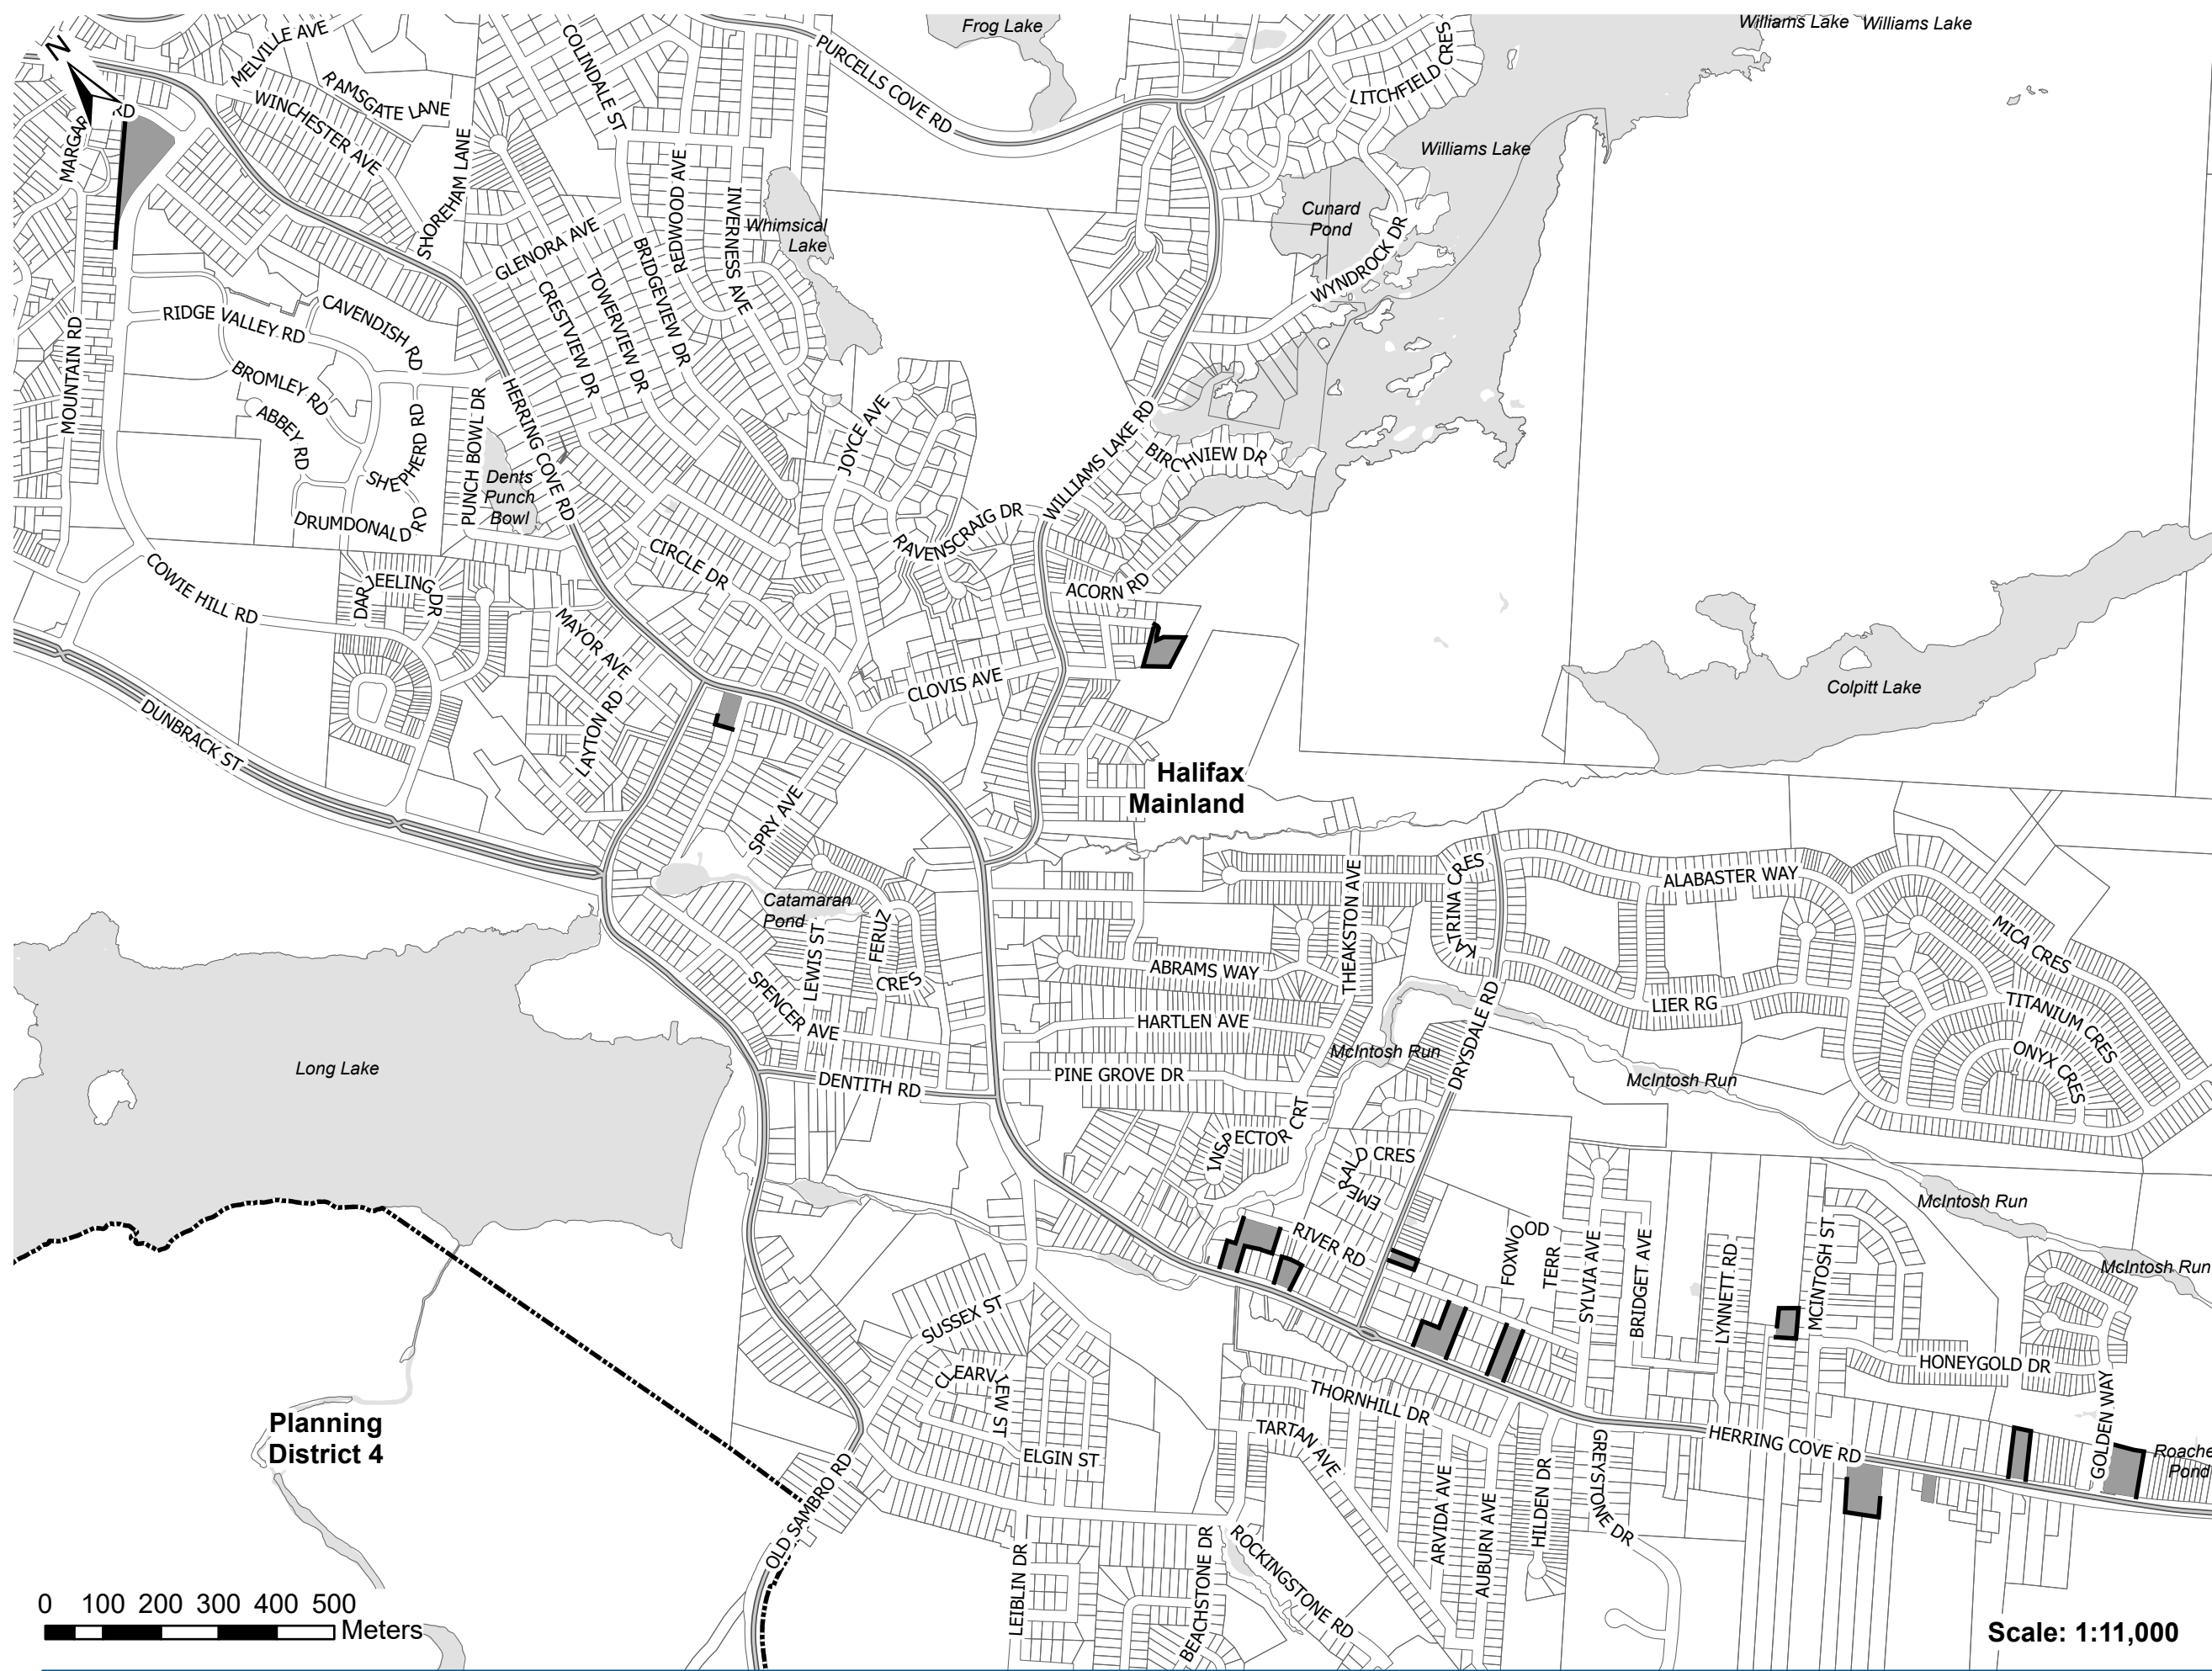 Frog Lake
Williams Lake
Williams Lake
N
MELVILLE AVE
COLINDALE ST
PURCELLS COVE RD
LITCHFIELD CRES
RAMSGATE LANE
WINCHESTER AVE
RD
MARGAR
Williams Lake
SHOREHAM LANE
REDWOOD AVE
INVERNESS AVE
Whimsical
Lake
Cunard
Pond
GLENORA AVE
BRIDGEVIEW DR
TOWERVIEW DR
CRESTVIEW DR
WYNDROCK DR
RIDGE VALLEY RD
CAVENDISH RD
MOUNTAIN RD
BROMLEY RD
ABBEY RD
SHEPHERD RD
PUNCH BOWL DR
HERRING COVE RD
JOYCE AVE
WILLIAMS LAKE RD
BIRCHVIEW DR
Dents
Punch
Bowl
DRUMDONALD RD
RAVENSCRAIG DR
CIRCLE DR
COWIE HILL RD
DARJEELING DR
ACORN RD
MAYOR AVE
CLOVIS AVE
Colpitt Lake
LAYTON RD
DUNBRACK ST
Halifax
Mainland
SPRY AVE
ALABASTER WAY
KATRINA CRES
THEAKSTON AVE
Catamaran
Pond
FERUZ
CRES
LEWIS ST
MICA CRES
ABRAMS WAY
SPENCER AVE
LIER RG
TITANIUM CRES
HARTLEN AVE
DRYSDALE RD
McIntosh Run
ONYX CRES
Long Lake
DENTITH RD
PINE GROVE DR
McIntosh Run
INSPECTOR CRT
EMERALD CRES
McIntosh Run
RIVER RD
FOXWOOD
TERR
SYLVIA AVE
BRIDGET AVE
LYNNETT RD
MCINTOSH ST
McIntosh Run
SUSSEX ST
CLEARVIEW ST
HONEYGOLD DR
THORNHILL DR
TARTAN AVE
GOLDEN WAY
Planning
District 4
HERRING COVE RD
ELGIN ST
Roache
Pond
OLD SAMBRO RD
ARVIDA AVE
AUBURN AVE
HILDEN DR
GREYSTONE DR
LEIBLIN DR
BEACHSTONE DR
ROCKINGSTONE RD
0 100 200 300 400 500
Meters
Scale: 1:11,000